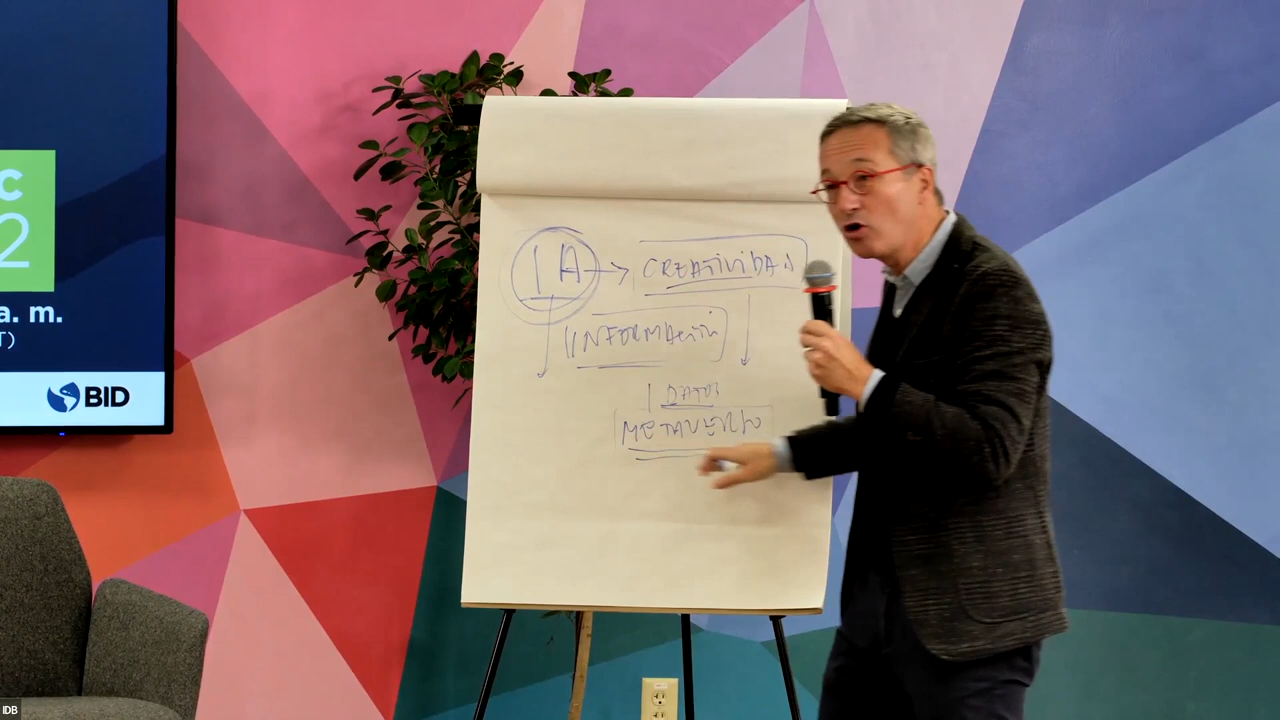 C
2
a. m.
T)
BID
IA → CREATIVIDAD
INFORMACIÓN
DATOS
METAVERSO
IDB